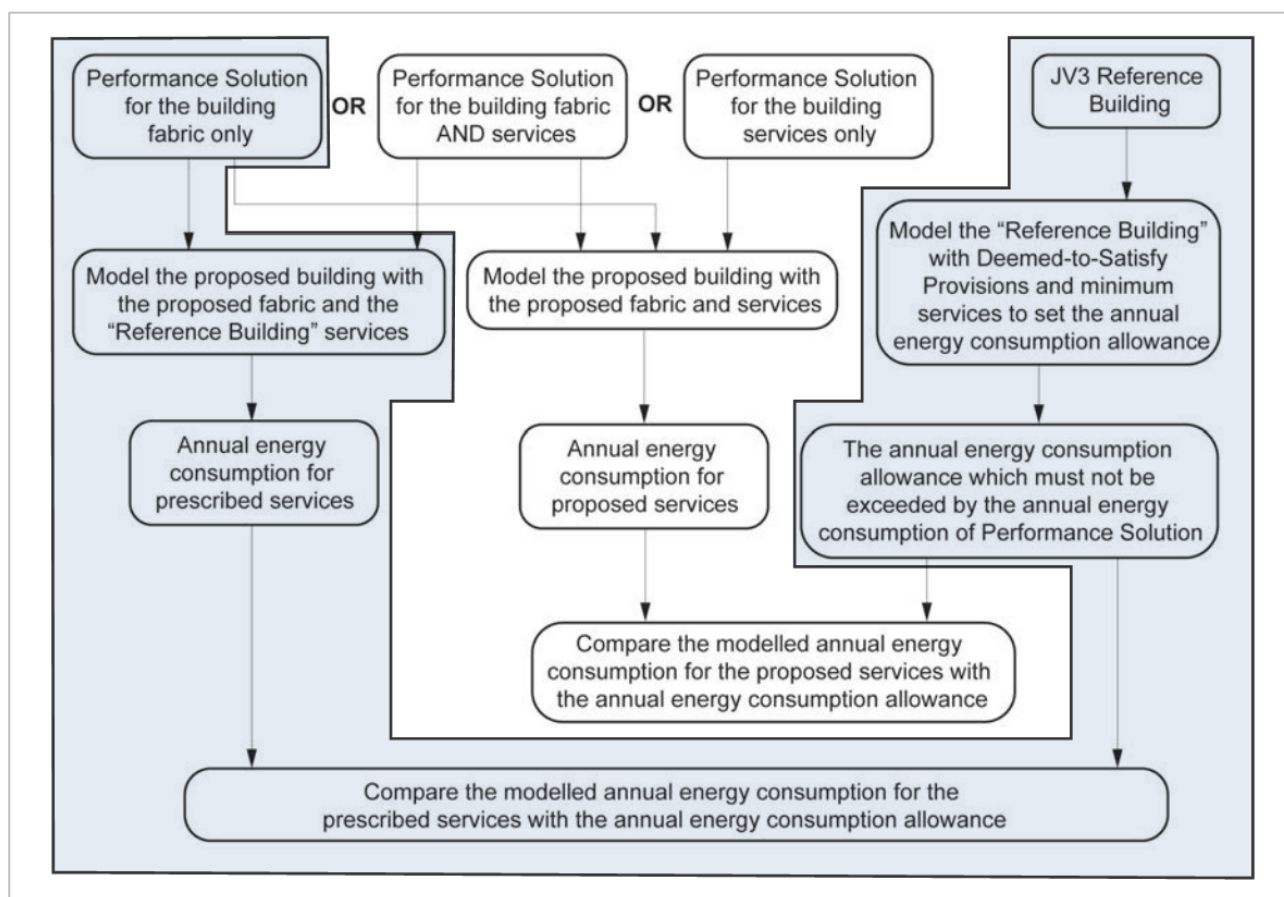 Performance Solution
for the building
fabric only
OR
Performance Solution
for the building fabric
AND services
OR
Performance Solution
for the building
services only
JV3 Reference
Building
Model the proposed building with
the proposed fabric and the
“Reference Building” services
Model the proposed building with
the proposed fabric and services
Model the “Reference Building”
with Deemed-to-Satisfy
Provisions and minimum
services to set the annual
energy consumption allowance
Annual energy
consumption for
prescribed services
Annual energy
consumption for
proposed services
The annual energy consumption
allowance which must not be
exceeded by the annual energy
consumption of Performance Solution
Compare the modelled annual energy
consumption for the proposed services with
the annual energy consumption allowance
Compare the modelled annual energy consumption for the
prescribed services with the annual energy consumption allowance